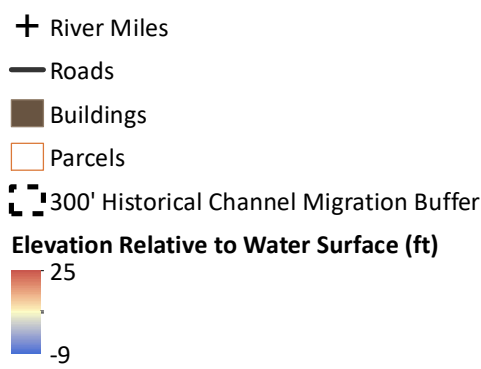 River Miles
Roads
Buildings
Parcels
300' Historical Channel Migration Buffer
Elevation Relative to Water Surface (ft)
25
-9